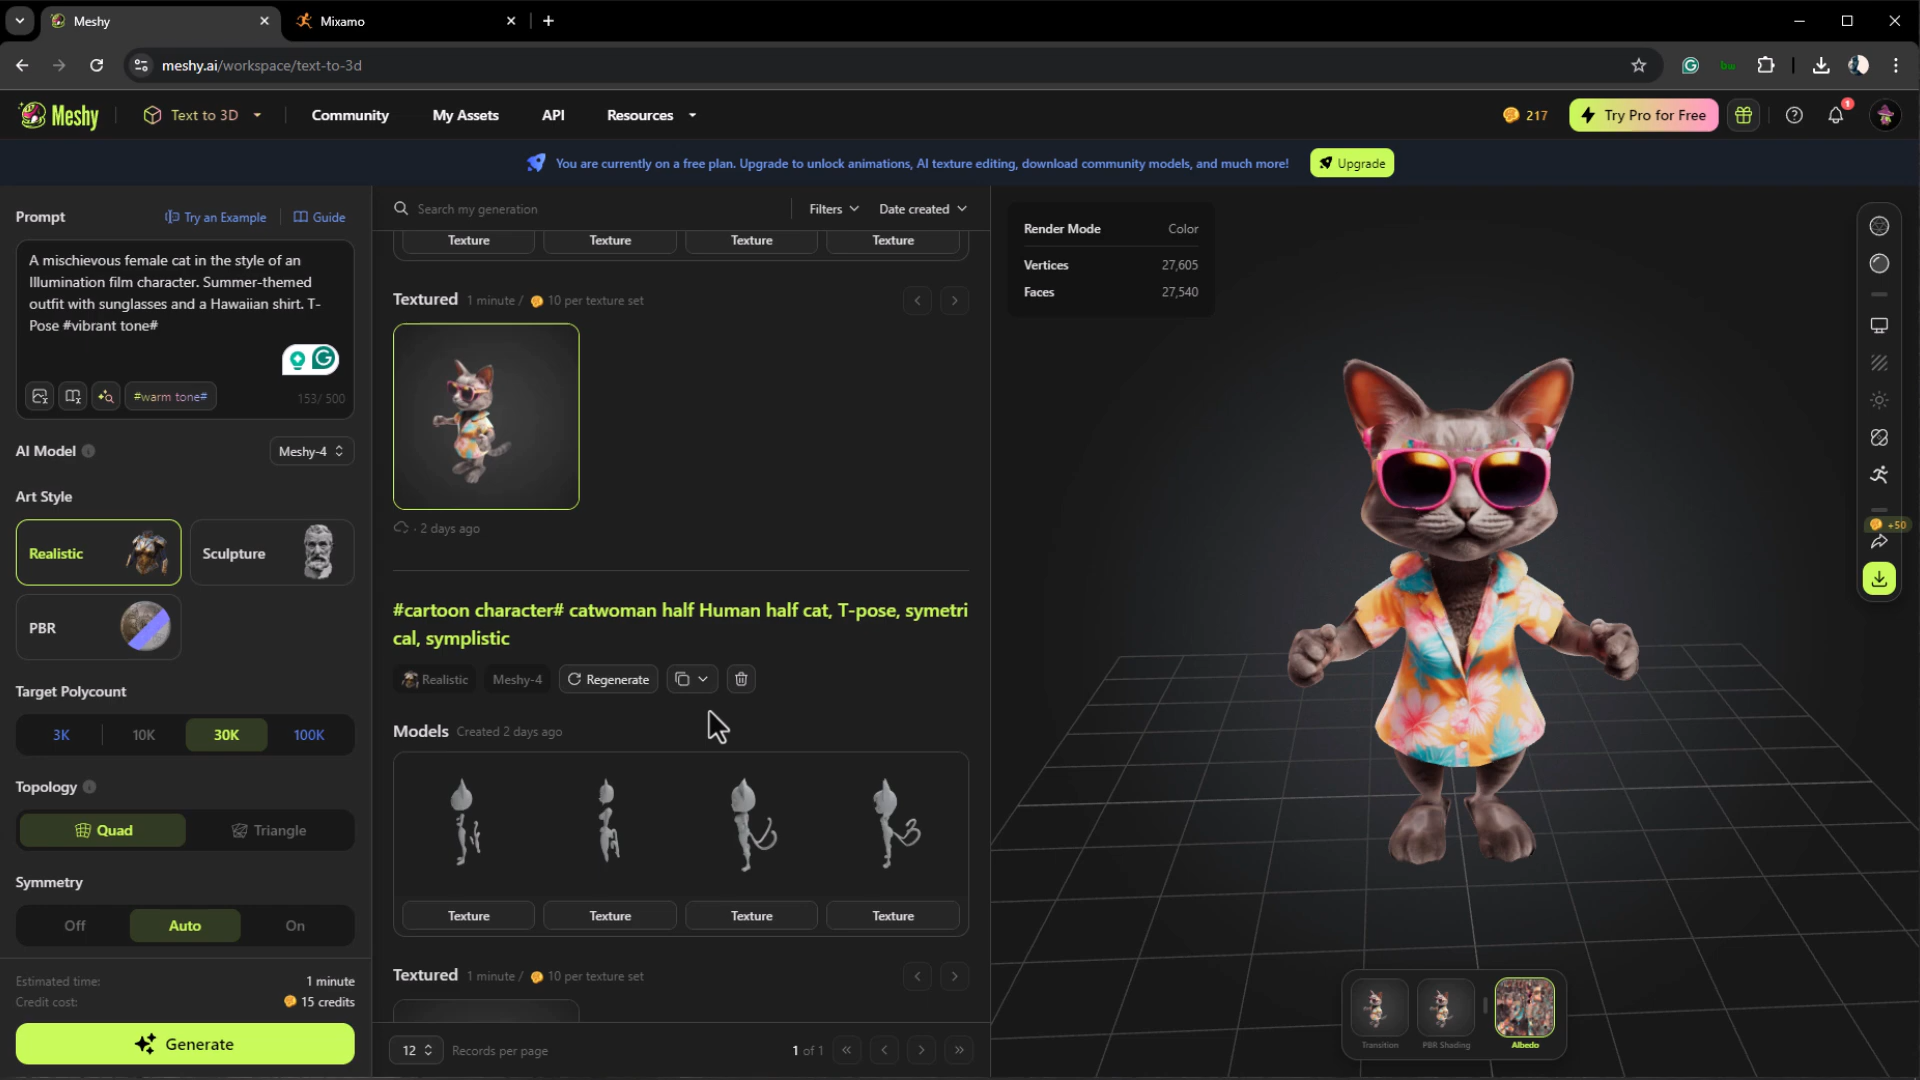 Meshy
Mixamo
meshy.ai/workspace/text-to-3d
Meshy
Text to 3D
Community
My Assets
API
Resources
217
Try Pro for Free
1
You are currently on a free plan. Upgrade to unlock animations, AI texture editing, download community models, and much more!
Upgrade
Prompt
Try an Example
Guide
A mischievous female cat in the style of an
Illumination film character. Summer-themed
outfit with sunglasses and a Hawaiian shirt. T-
Pose #vibrant tone#
#warm tone#
153/ 500
AI Model
Meshy-4
Art Style
Realistic
Sculpture
PBR
Target Polycount
3K
10K
30K
100K
Topology
Quad
Triangle
Symmetry
Off
Auto
On
Estimated time:
1 minute
Credit cost:
15 credits
Generate
Search my generation
Filters
Date created
Texture
Texture
Texture
Texture
Textured 1 minute / 10 per texture set
· 2 days ago
#cartoon character# catwoman half Human half cat, T-pose, symetri
cal, symplistic
Realistic
Meshy-4
Regenerate
Models Created 2 days ago
Texture
Texture
Texture
Texture
Textured 1 minute / 10 per texture set
12
Records per page
1 of 1
Render Mode
Color
Vertices
27,605
Faces
27,540
+50
Transition
PBR Shading
Albedo